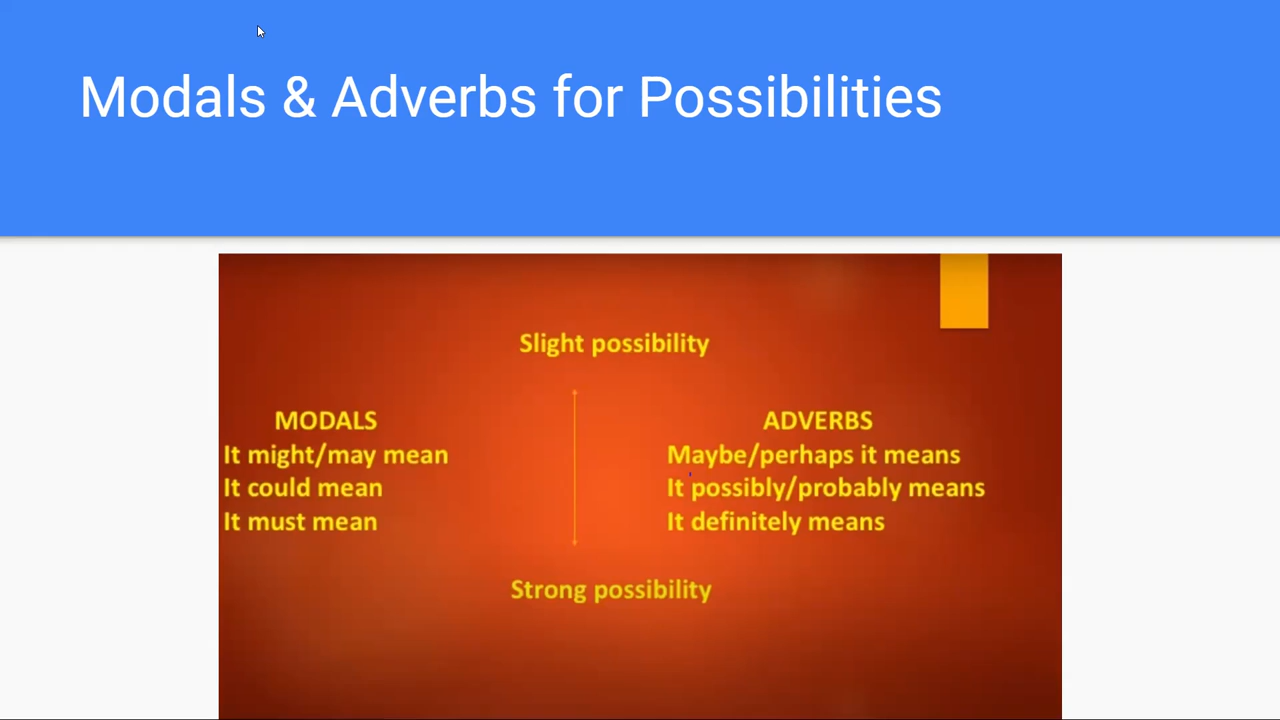 Modals & Adverbs for Possibilities
Slight possibility
MODALS
It might/may mean
It could mean
It must mean
ADVERBS
Maybe/perhaps it means
It possibly/probably means
It definitely means
Strong possibility